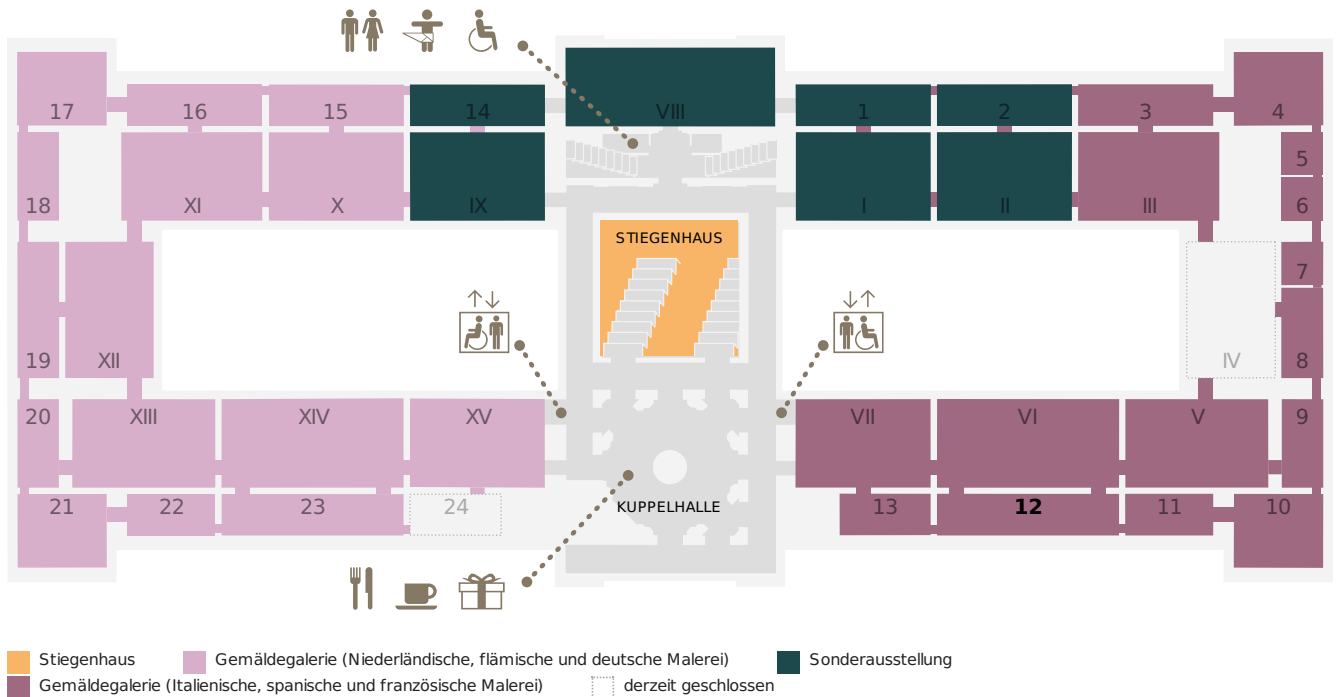 17 16 15 14 VIII 1 2 3 4
5
18 XI X IX I II III 6
STIEGENHAUS
7
19 XII IV 8
20 XIII XIV XV VII VI V 9
21 22 23 24 KUPPELHALLE 13 12 11 10
Stiegenhaus Gemäldegalerie (Niederländische, flämische und deutsche Malerei) Sonderausstellung
Gemäldegalerie (Italienische, spanische und französische Malerei) derzeit geschlossen